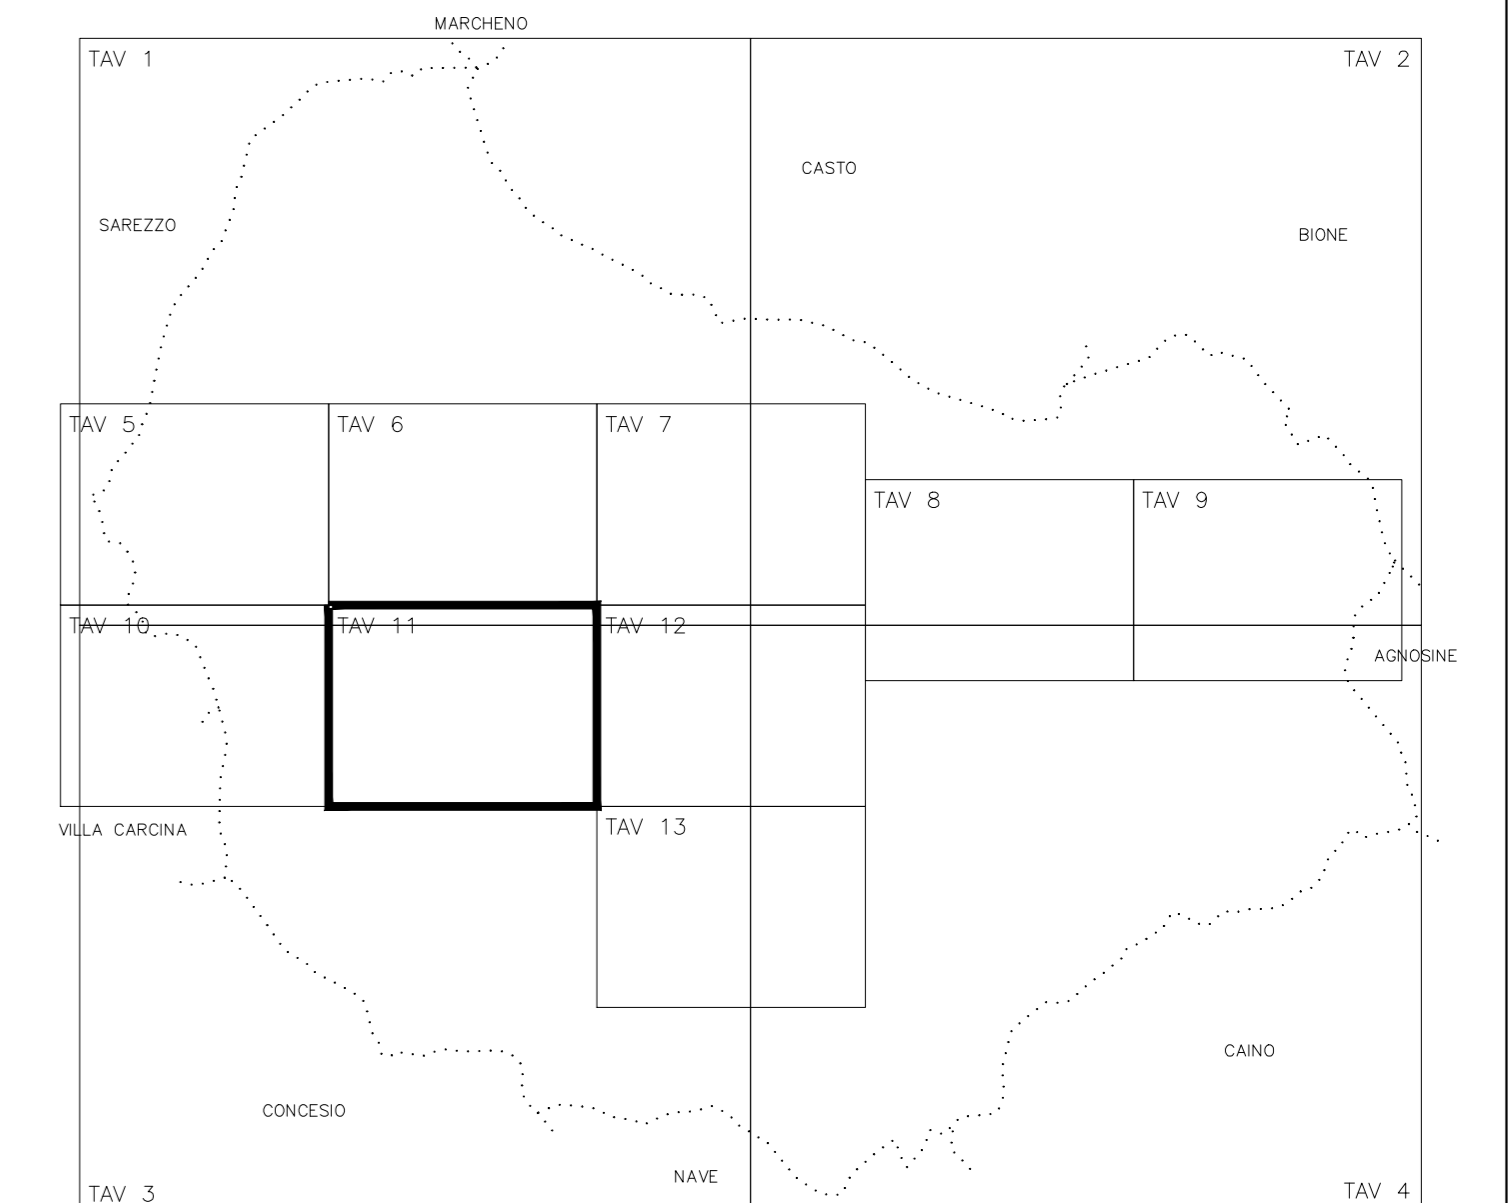 MARCHENO
TAV 1
TAV 2
CASTO
SAREZZO
BIONE
TAV 5
TAV 6
TAV 7
TAV 8
TAV 9
TAV 10
TAV 11
TAV 12
AGNOSINE
VILLA CARCINA
TAV 13
CAINO
CONCESIO
NAVE
TAV 3
TAV 4